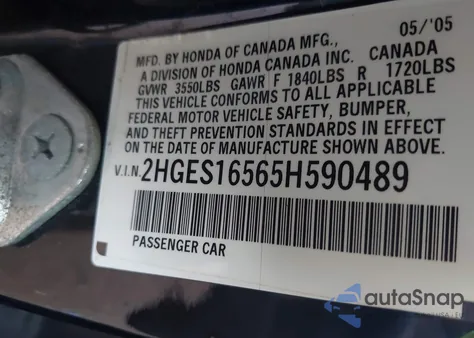 05/'05
MFD. BY HONDA OF CANADA MFG.,
A DIVISION OF HONDA CANADA INC. CANADA
GVWR 3550LBS GAWR F 1840LBS R 1720LBS
THIS VEHICLE CONFORMS TO ALL APPLICABLE
FEDERAL MOTOR VEHICLE SAFETY, BUMPER,
AND THEFT PREVENTION STANDARDS IN EFFECT
ON THE DATE OF MANUFACTURE SHOWN ABOVE.
V.I.N. 2HGES16565H590489
PASSENGER CAR
autoSnap